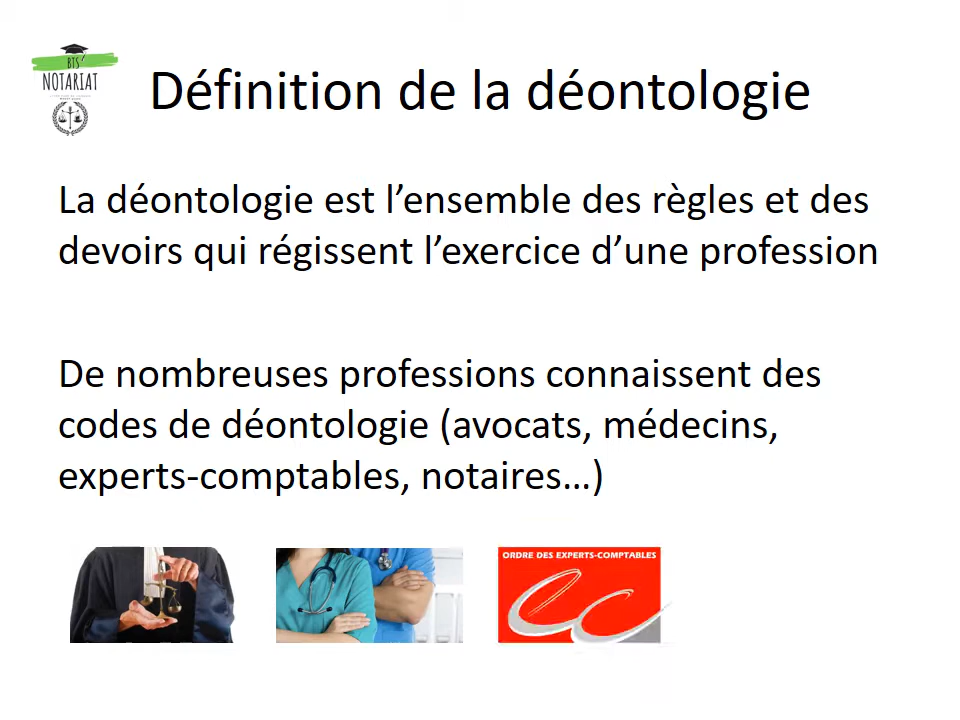 BTS
NOTARIAT
Définition de la déontologie
La déontologie est l’ensemble des règles et des
devoirs qui régissent l’exercice d’une profession
De nombreuses professions connaissent des
codes de déontologie (avocats, médecins,
experts-comptables, notaires…)
ORDRE DES EXPERTS-COMPTABLES